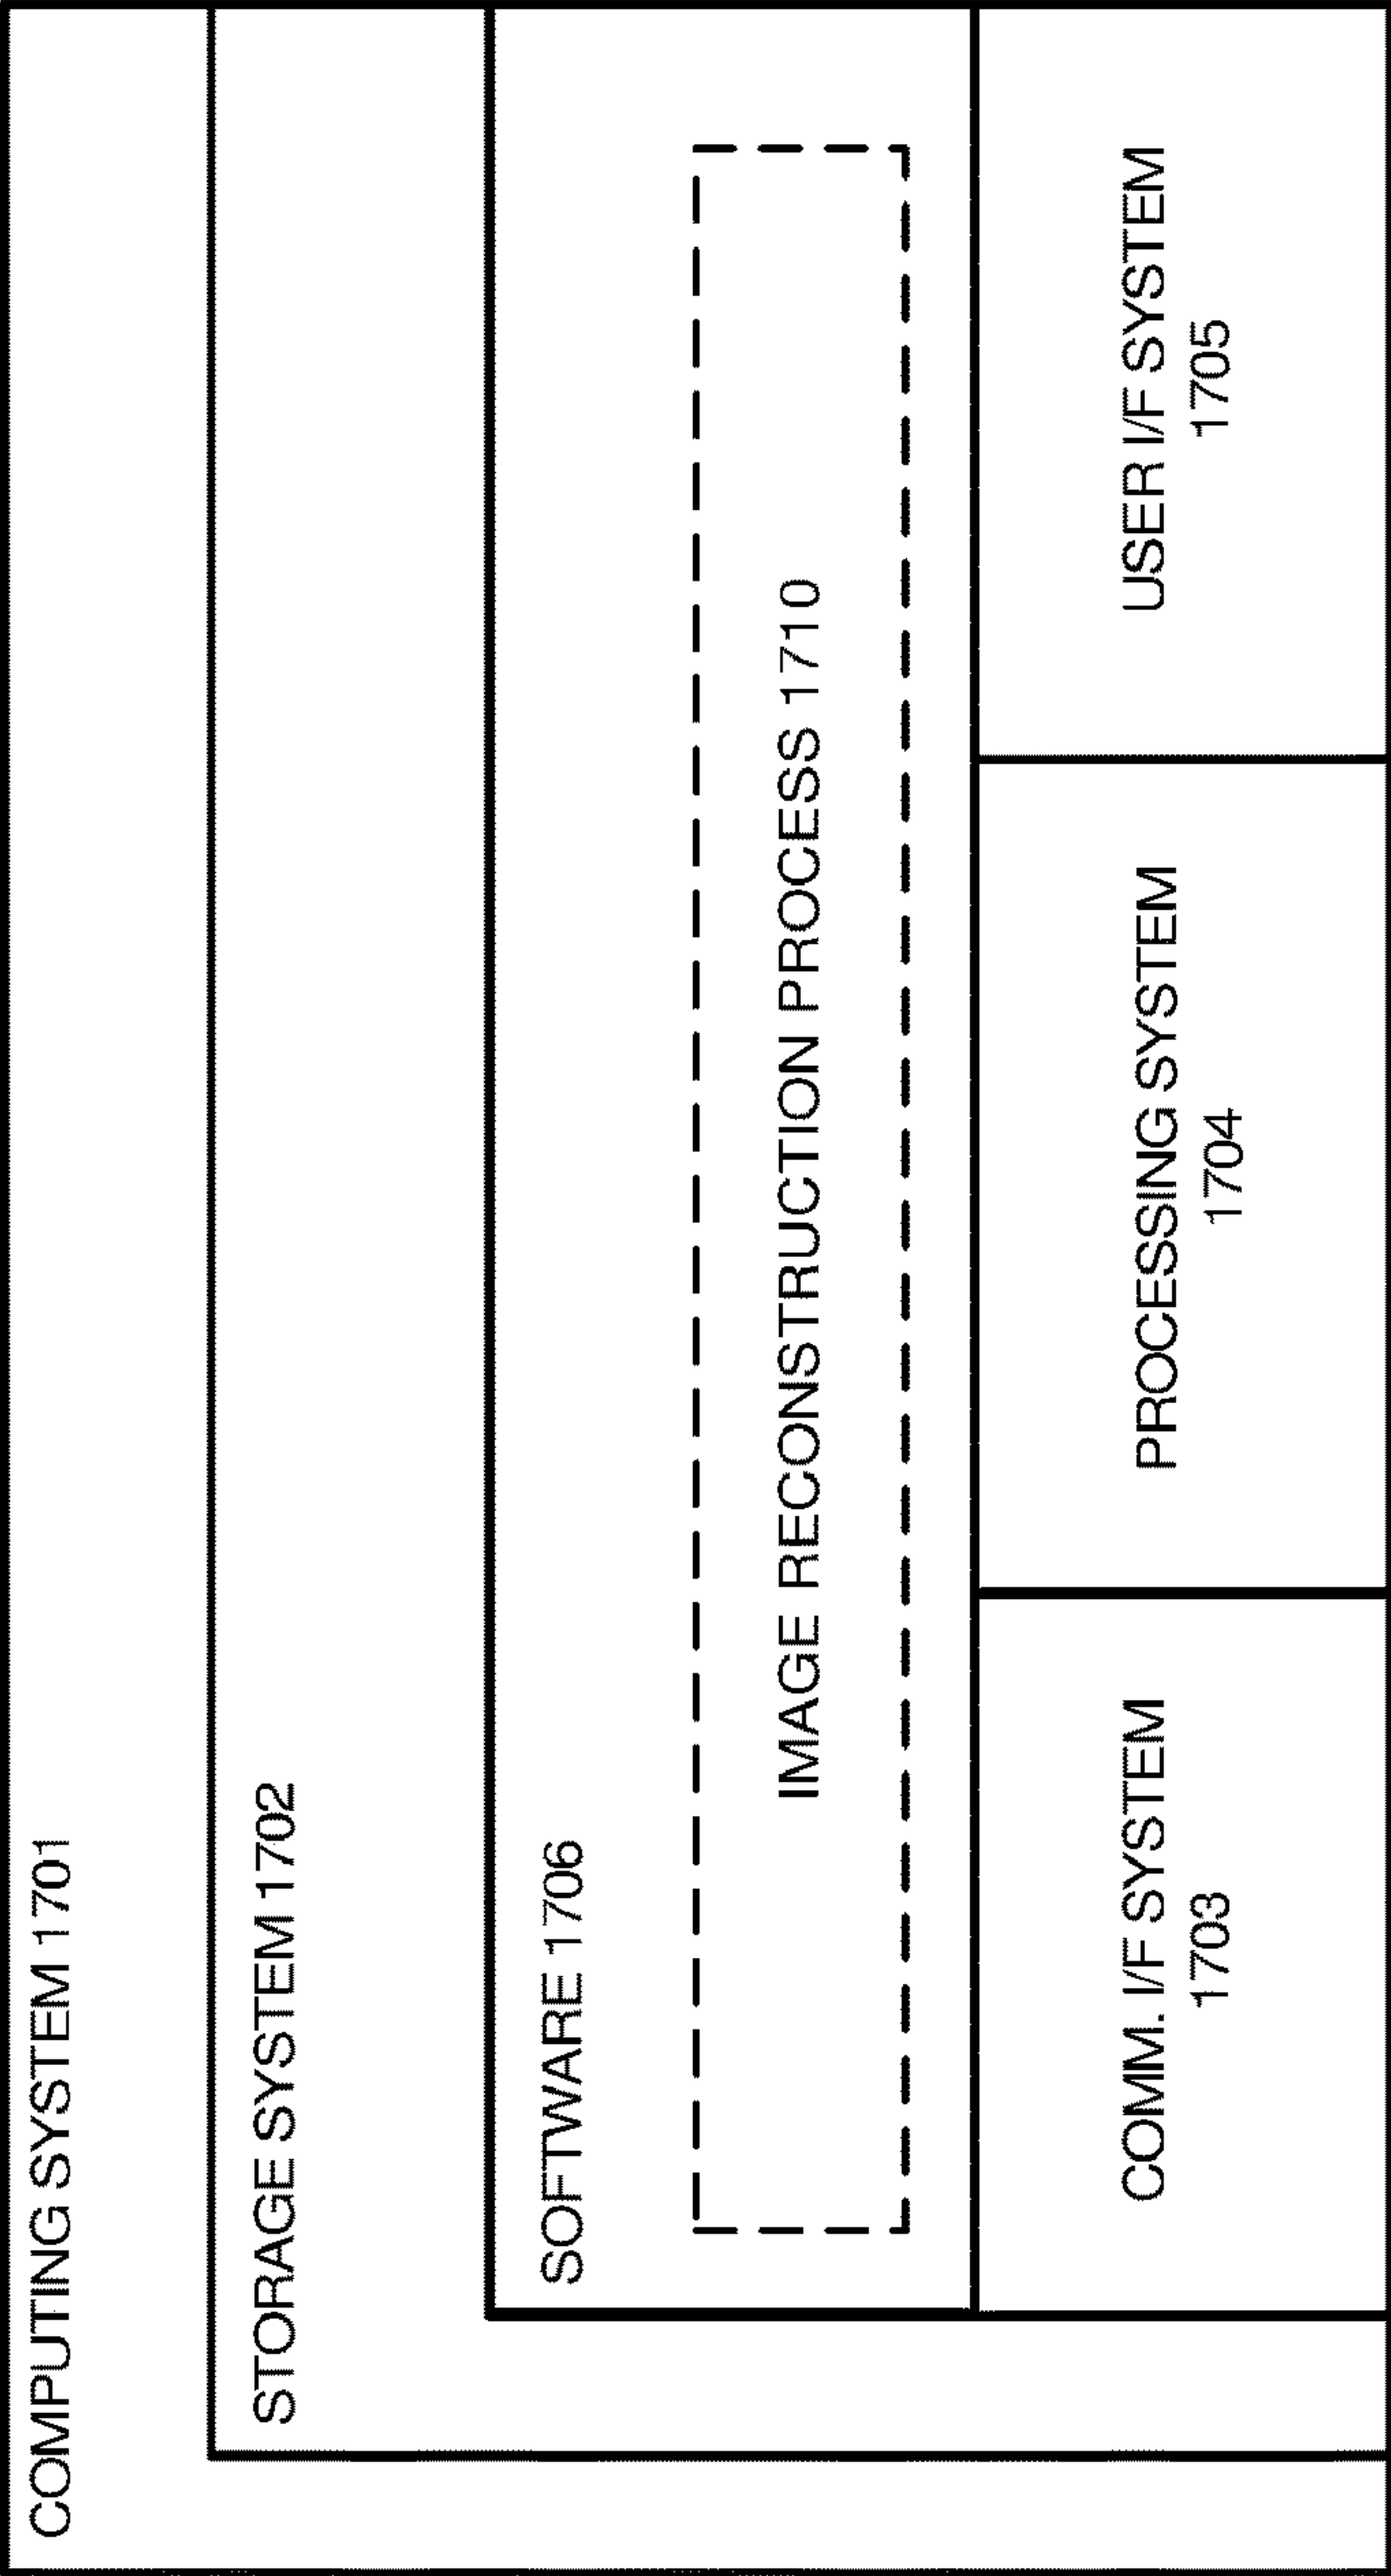 COMPUTING SYSTEM 1701
STORAGE SYSTEM 1702
SOFTWARE 1706
IMAGE RECONSTRUCTION PROCESS 1710
COMM. I/F SYSTEM
1703
PROCESSING SYSTEM
1704
USER I/F SYSTEM
1705